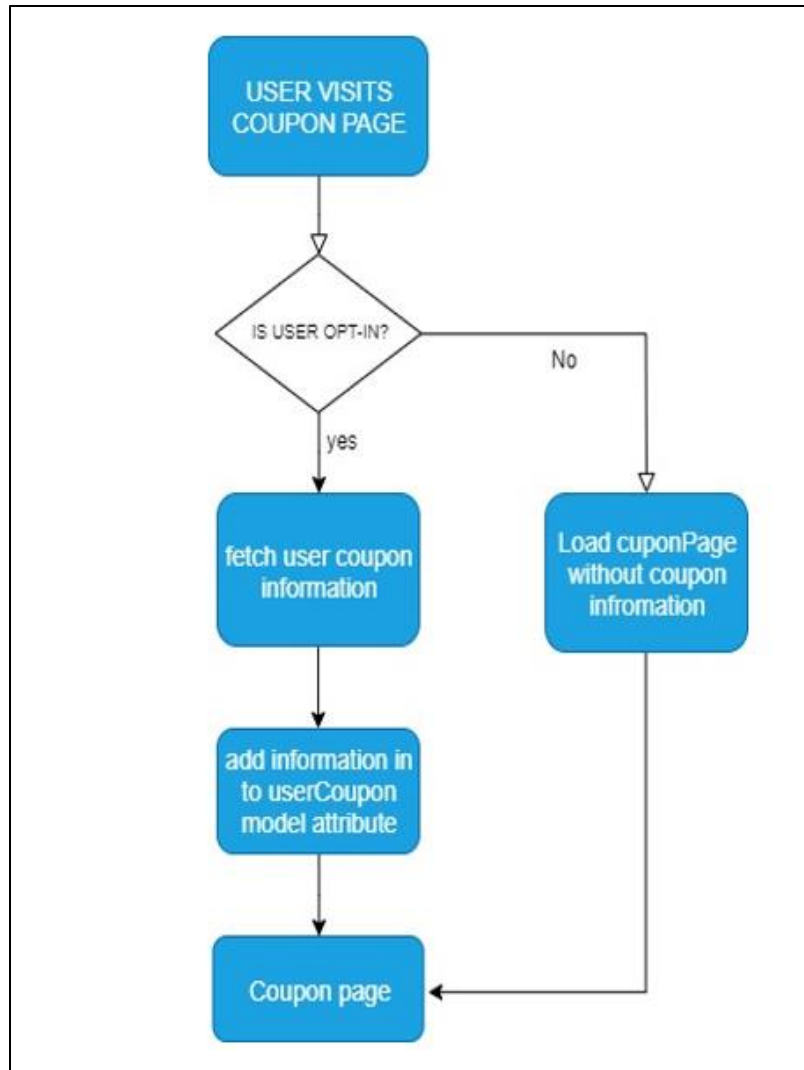 USER VISITS
COUPON PAGE
IS USER OPT-IN?
No
yes
fetch user coupon
information
Load cuponPage
without coupon
infromation
add information in
to userCoupon
model attribute
Coupon page